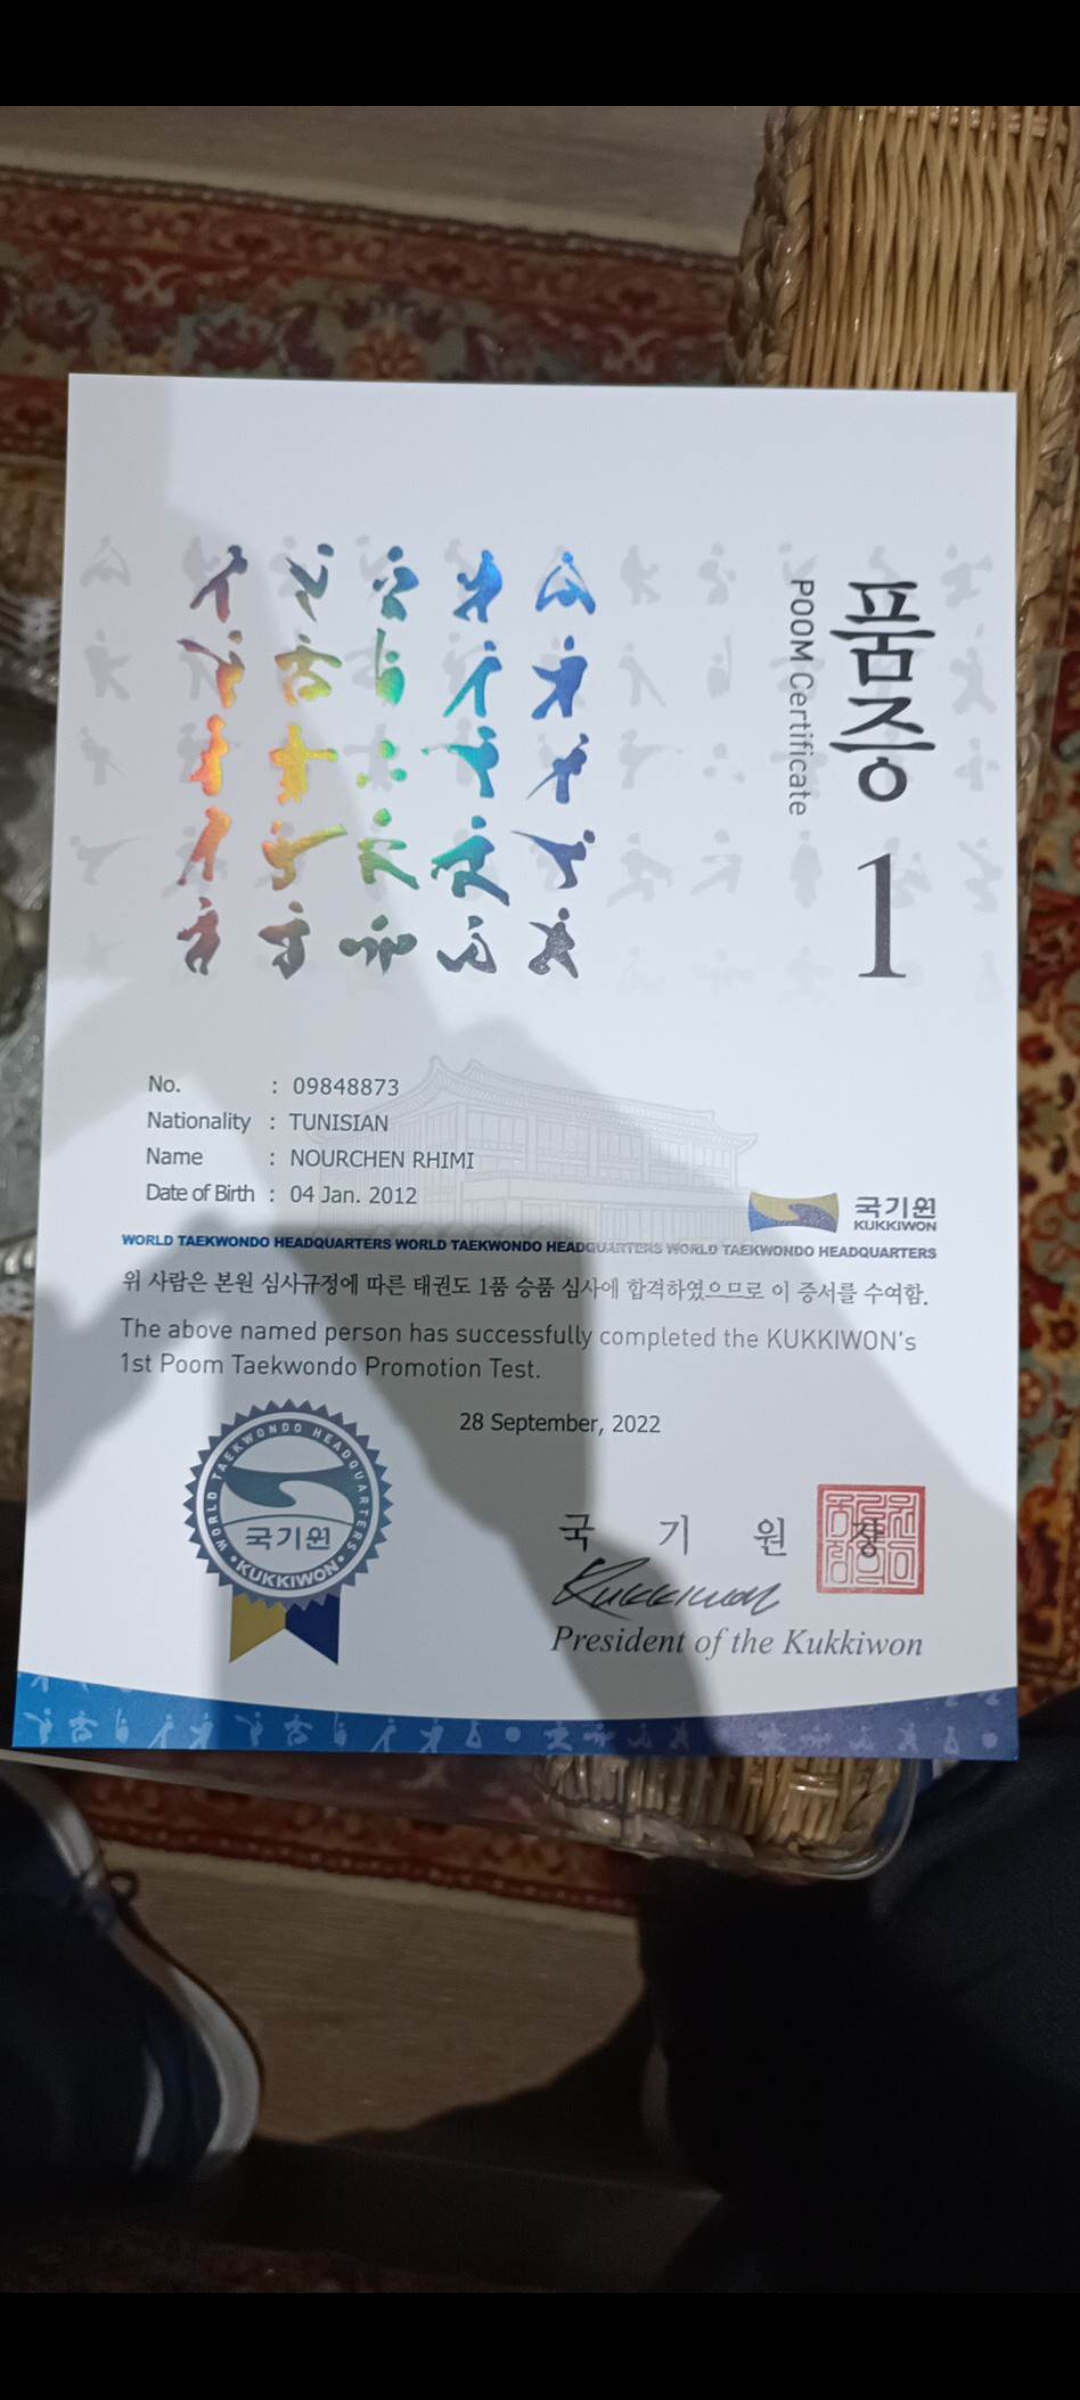 품증
POOM Certificate
1
No. : 09848873
Nationality : TUNISIAN
Name : NOURCHEN RHIMI
Date of Birth : 04 Jan. 2012
국기원
KUKKIWON
WORLD TAEKWONDO HEADQUARTERS WORLD TAEKWONDO HEADQUARTERS WORLD TAEKWONDO HEADQUARTERS
위 사람은 본원 심사규정에 따른 태권도 1품 승품 심사에 합격하였으므로 이 증서를 수여함.
The above named person has successfully completed the KUKKIWON's
1st Poom Taekwondo Promotion Test.
28 September, 2022
WORLD TAEKWONDO HEADQUARTERS
국기원
• KUKKIWON •
국 기 원 장
Kukkiwon
President of the Kukkiwon